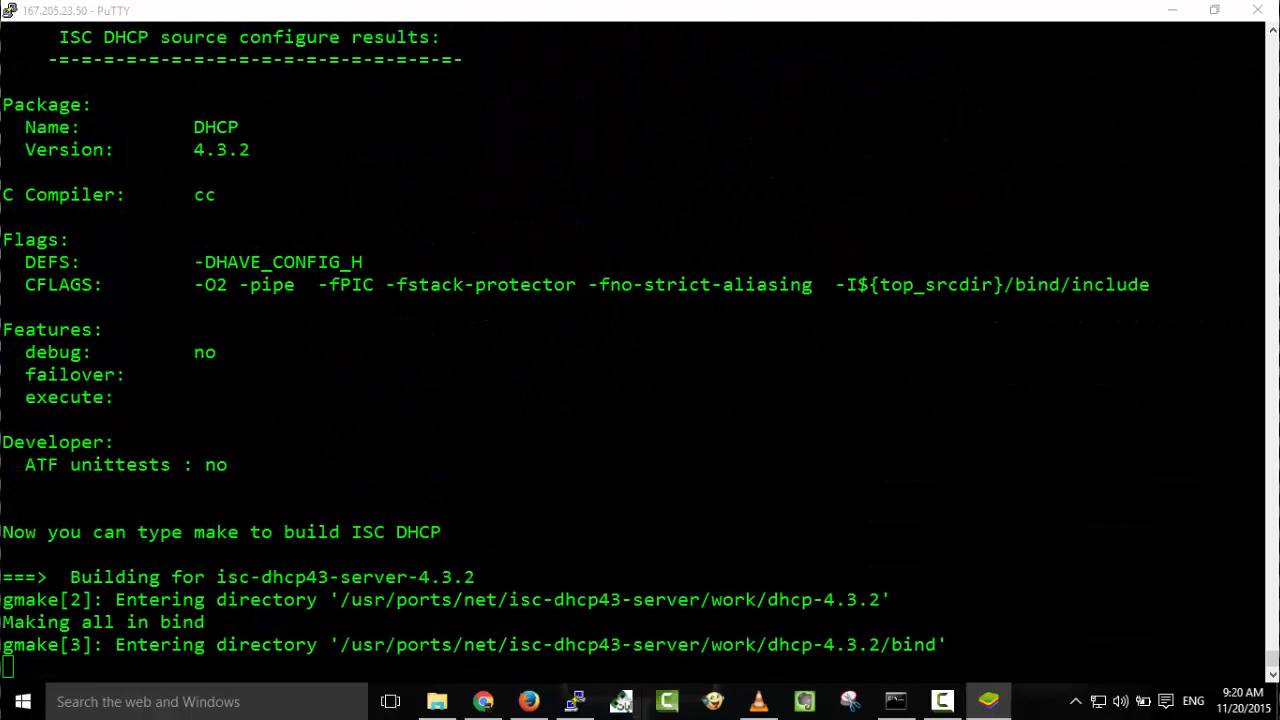 167.205.23.50 - PuTTY
ISC DHCP source configure results:
-=-=-=-=-=-=-=-=-=-=-=-=-=-=-=-=-=-=-
Package:
Name: DHCP
Version: 4.3.2
C Compiler: cc
Flags:
DEFS: -DHAVE_CONFIG_H
CFLAGS: -O2 -pipe  -fPIC -fstack-protector -fno-strict-aliasing  -I${top_srcdir}/bind/include
Features:
debug: no
failover:
execute:
Developer:
ATF unittests : no
Now you can type make to build ISC DHCP
===>  Building for isc-dhcp43-server-4.3.2
gmake[2]: Entering directory '/usr/ports/net/isc-dhcp43-server/work/dhcp-4.3.2'
Making all in bind
gmake[3]: Entering directory '/usr/ports/net/isc-dhcp43-server/work/dhcp-4.3.2/bind'
Search the web and Windows
ENG
9:20 AM
11/20/2015